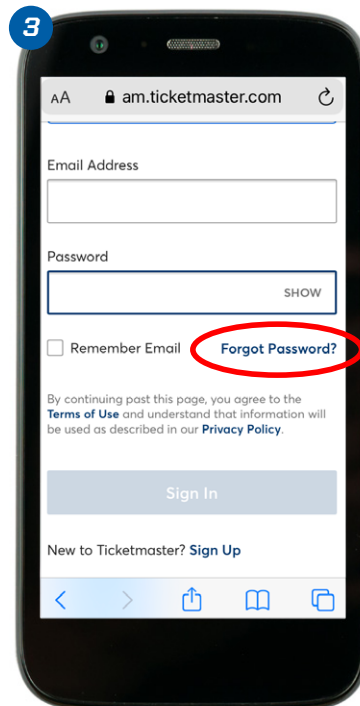 3
AA am.ticketmaster.com
Email Address
Password
SHOW
Remember Email Forgot Password?
By continuing past this page, you agree to the
Terms of Use and understand that information will
be used as described in our Privacy Policy.
Sign In
New to Ticketmaster? Sign Up